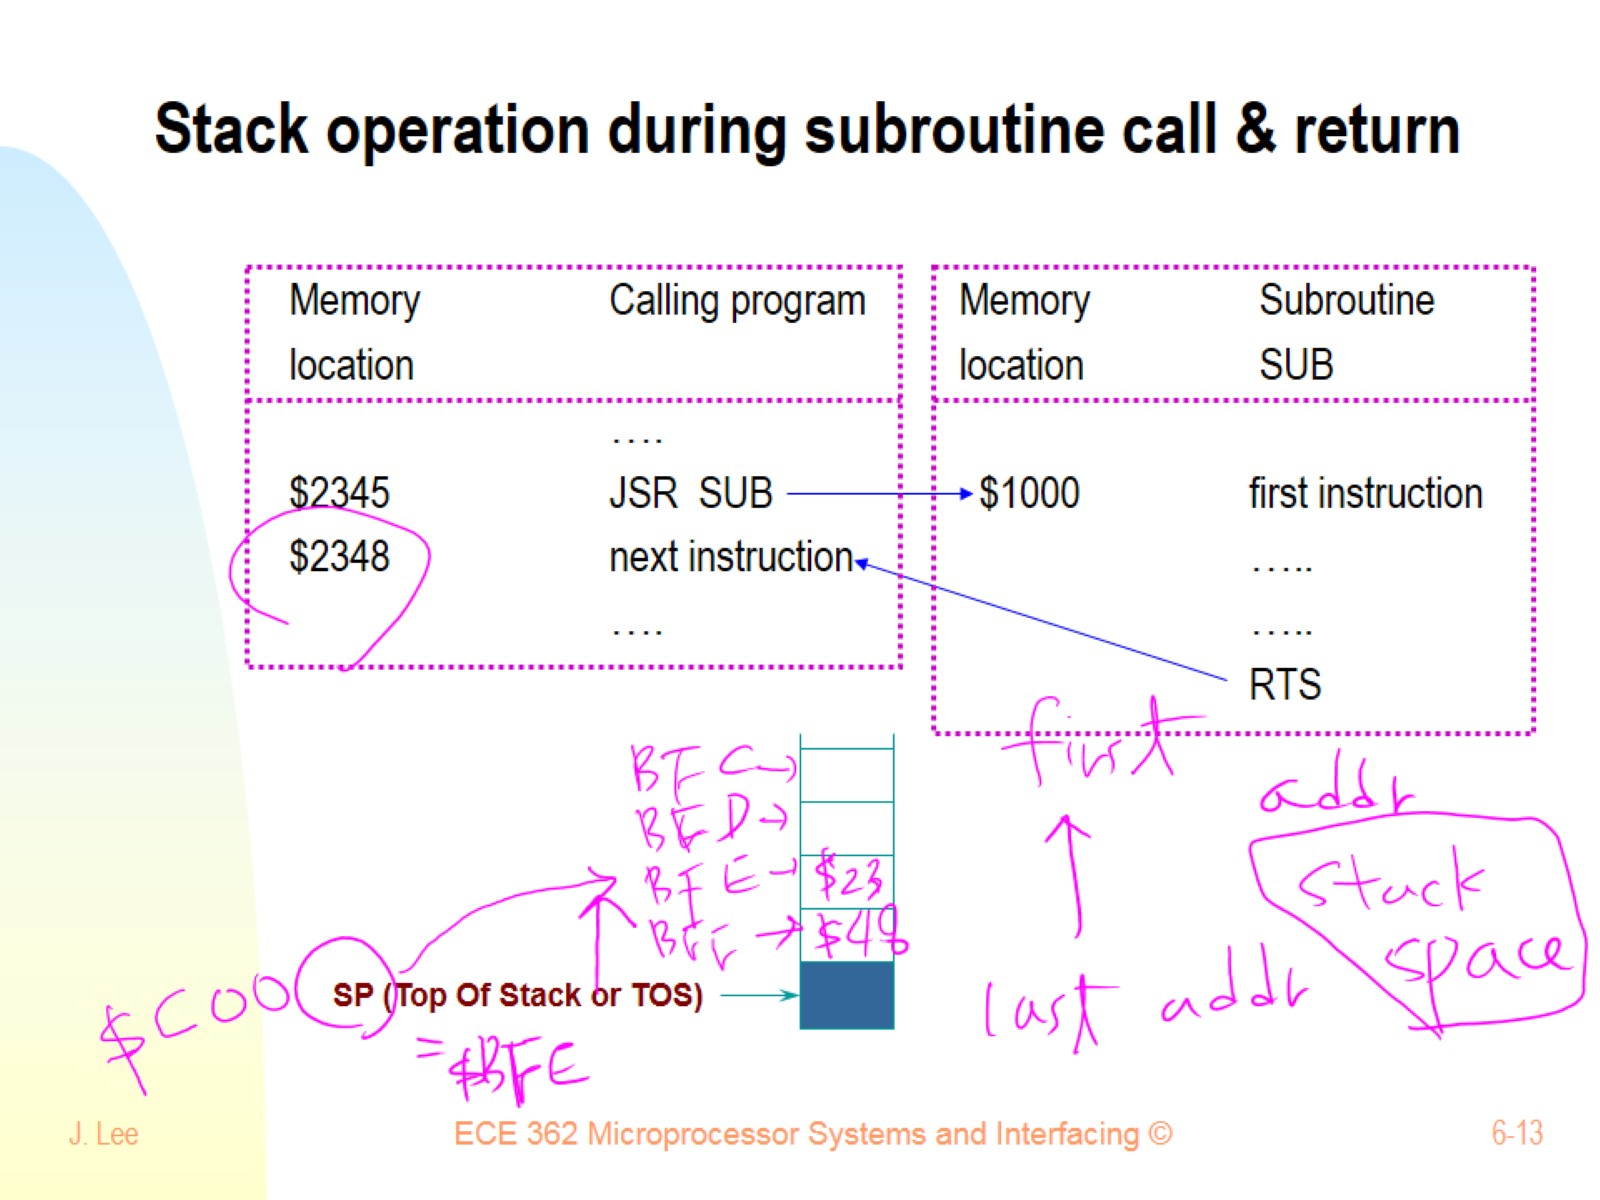 Stack operation during subroutine call & return
Memory location
Calling program
Memory location
Subroutine SUB
….
$2345 JSR SUB $1000 first instruction
$2348 next instruction …..
…. …..
RTS
first addr
BFC
BFD
BFE $23
BFF $48
stack
space
$C00 SP (Top Of Stack or TOS)
last addr
= $BFE
J. Lee
ECE 362 Microprocessor Systems and Interfacing ©
6-13